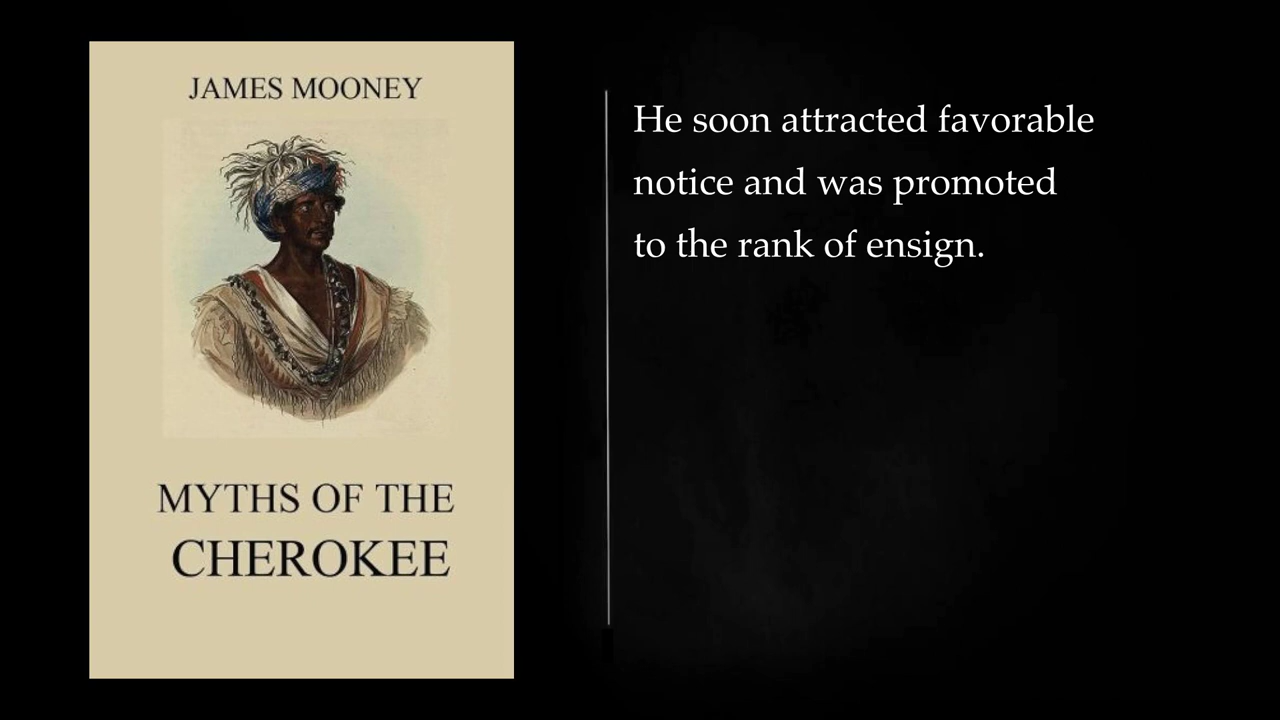 JAMES MOONEY
MYTHS OF THE
CHEROKEE
He soon attracted favorable
notice and was promoted
to the rank of ensign.